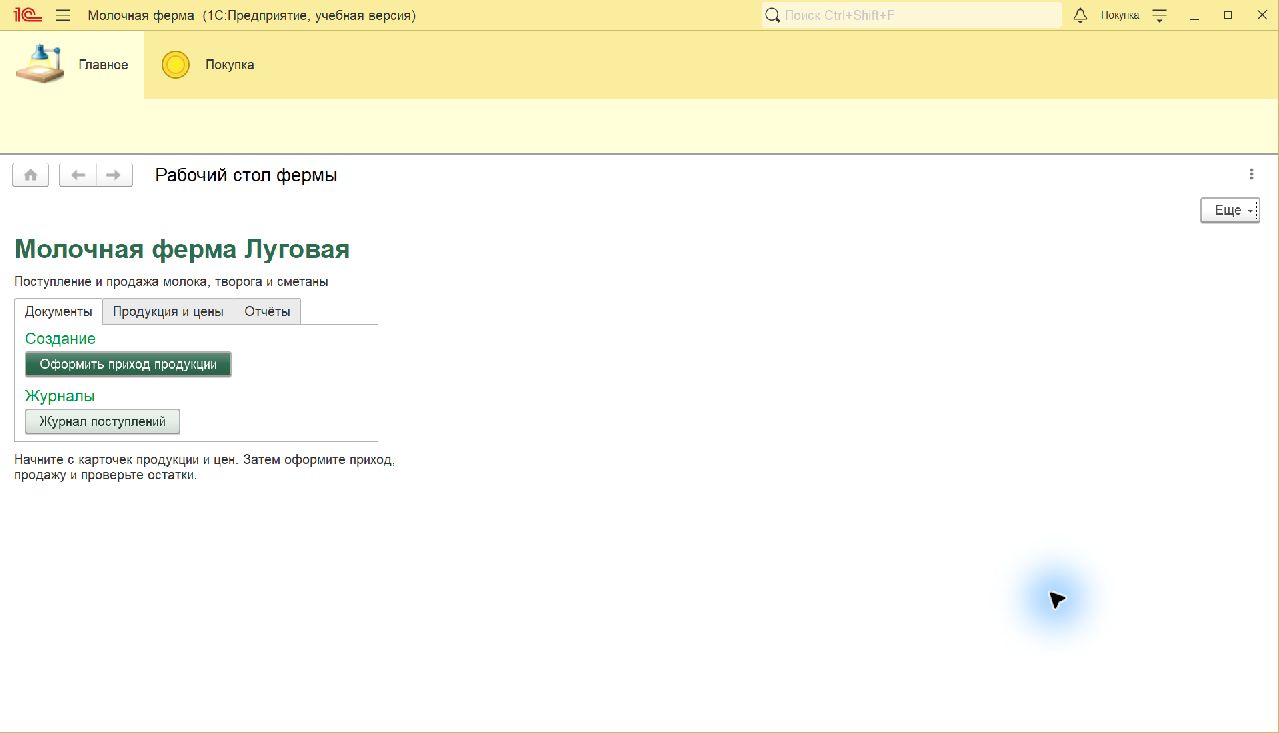 1С Молочная ферма (1С:Предприятие, учебная версия) Поиск Ctrl+Shift+F Покупка
Главное Покупка
Рабочий стол фермы
Еще
Молочная ферма Луговая
Поступление и продажа молока, творога и сметаны
Документы Продукция и цены Отчёты
Создание
Оформить приход продукции
Журналы
Журнал поступлений
Начните с карточек продукции и цен. Затем оформите приход,
продажу и проверьте остатки.